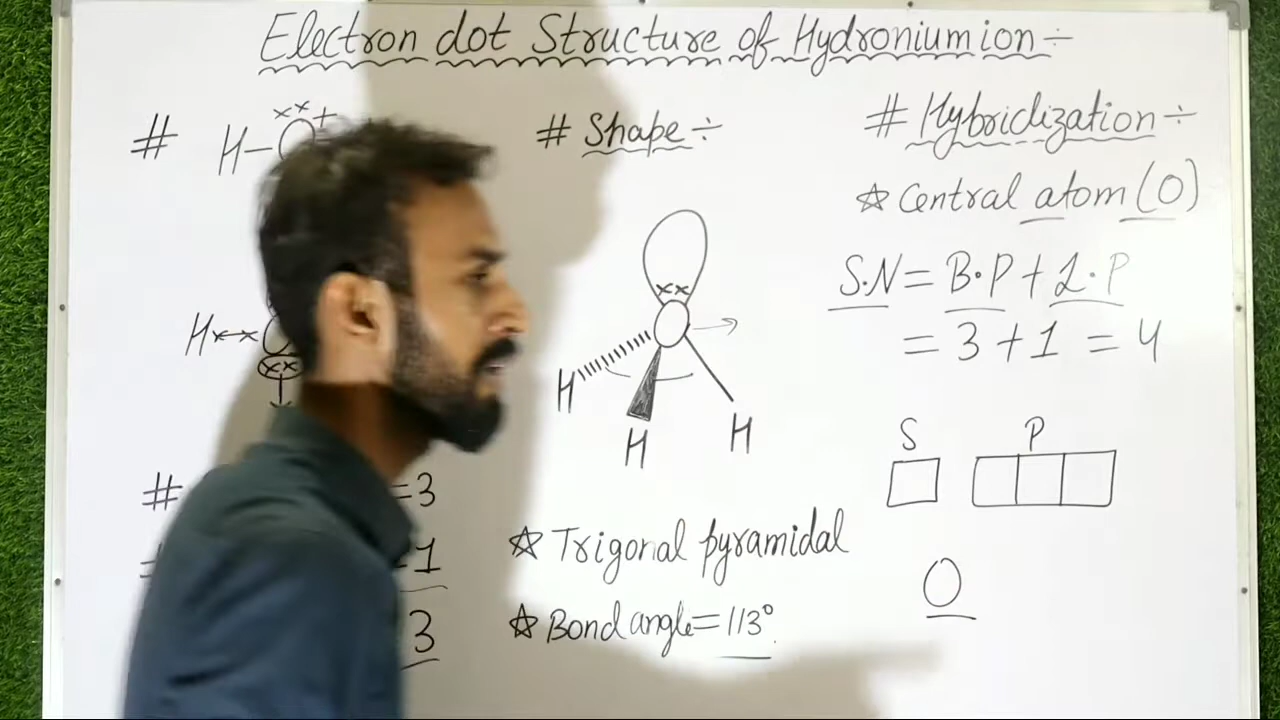 Electron dot Structure of Hydronium ion ÷
# H–O+
H××
××
#
=3
=1
3
# Shape ÷
××
H
H
H
☆ Trigonal pyramidal
☆ Bond angle = 113°
# Hybridization ÷
☆ Central atom (O)
S.N = B.P + L.P
= 3 + 1 = 4
S P
O